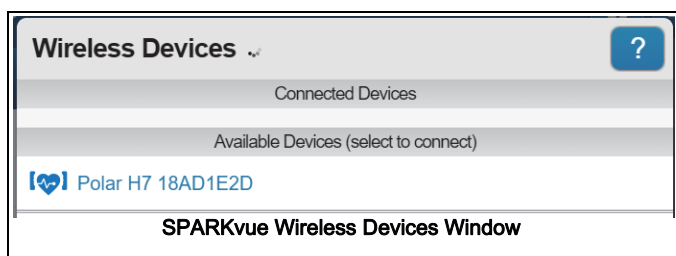 Wireless Devices
?
Connected Devices
Available Devices (select to connect)
Polar H7 18AD1E2D
SPARKvue Wireless Devices Window